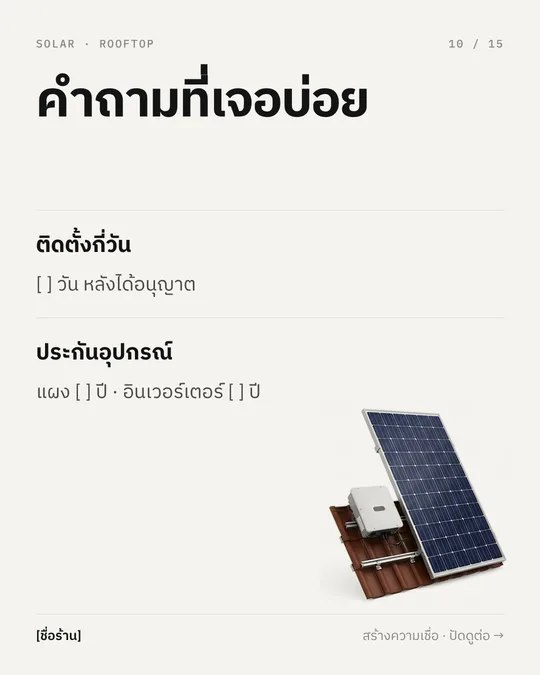 SOLAR · ROOFTOP
10 / 15
คำถามที่เจอบ่อย
ติดตั้งกี่วัน
[ ] วัน หลังได้อนุญาต
ประกันอุปกรณ์
แผง [ ] ปี · อินเวอร์เตอร์ [ ] ปี
[ชื่อร้าน]
สร้างความเชื่อ · ปัดดูต่อ →